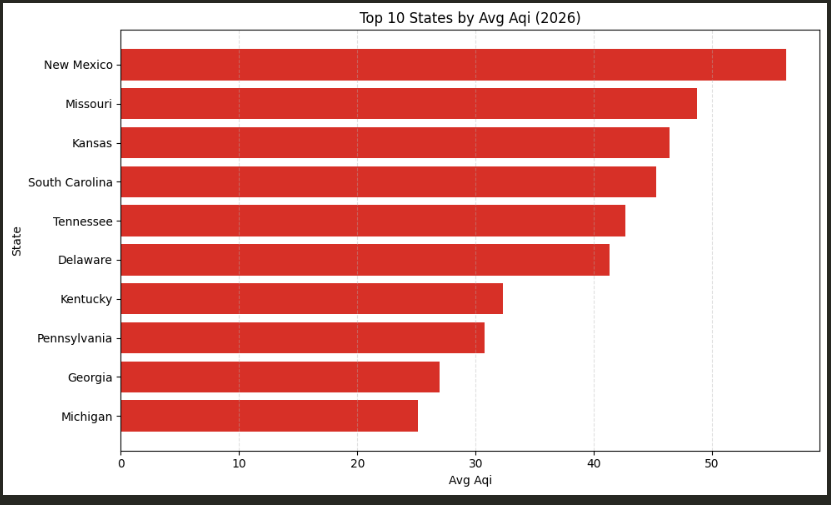 Top 10 States by Avg Aqi (2026)
New Mexico
Missouri
Kansas
South Carolina
Tennessee
Delaware
Kentucky
Pennsylvania
Georgia
Michigan
State
0 10 20 30 40 50
Avg Aqi